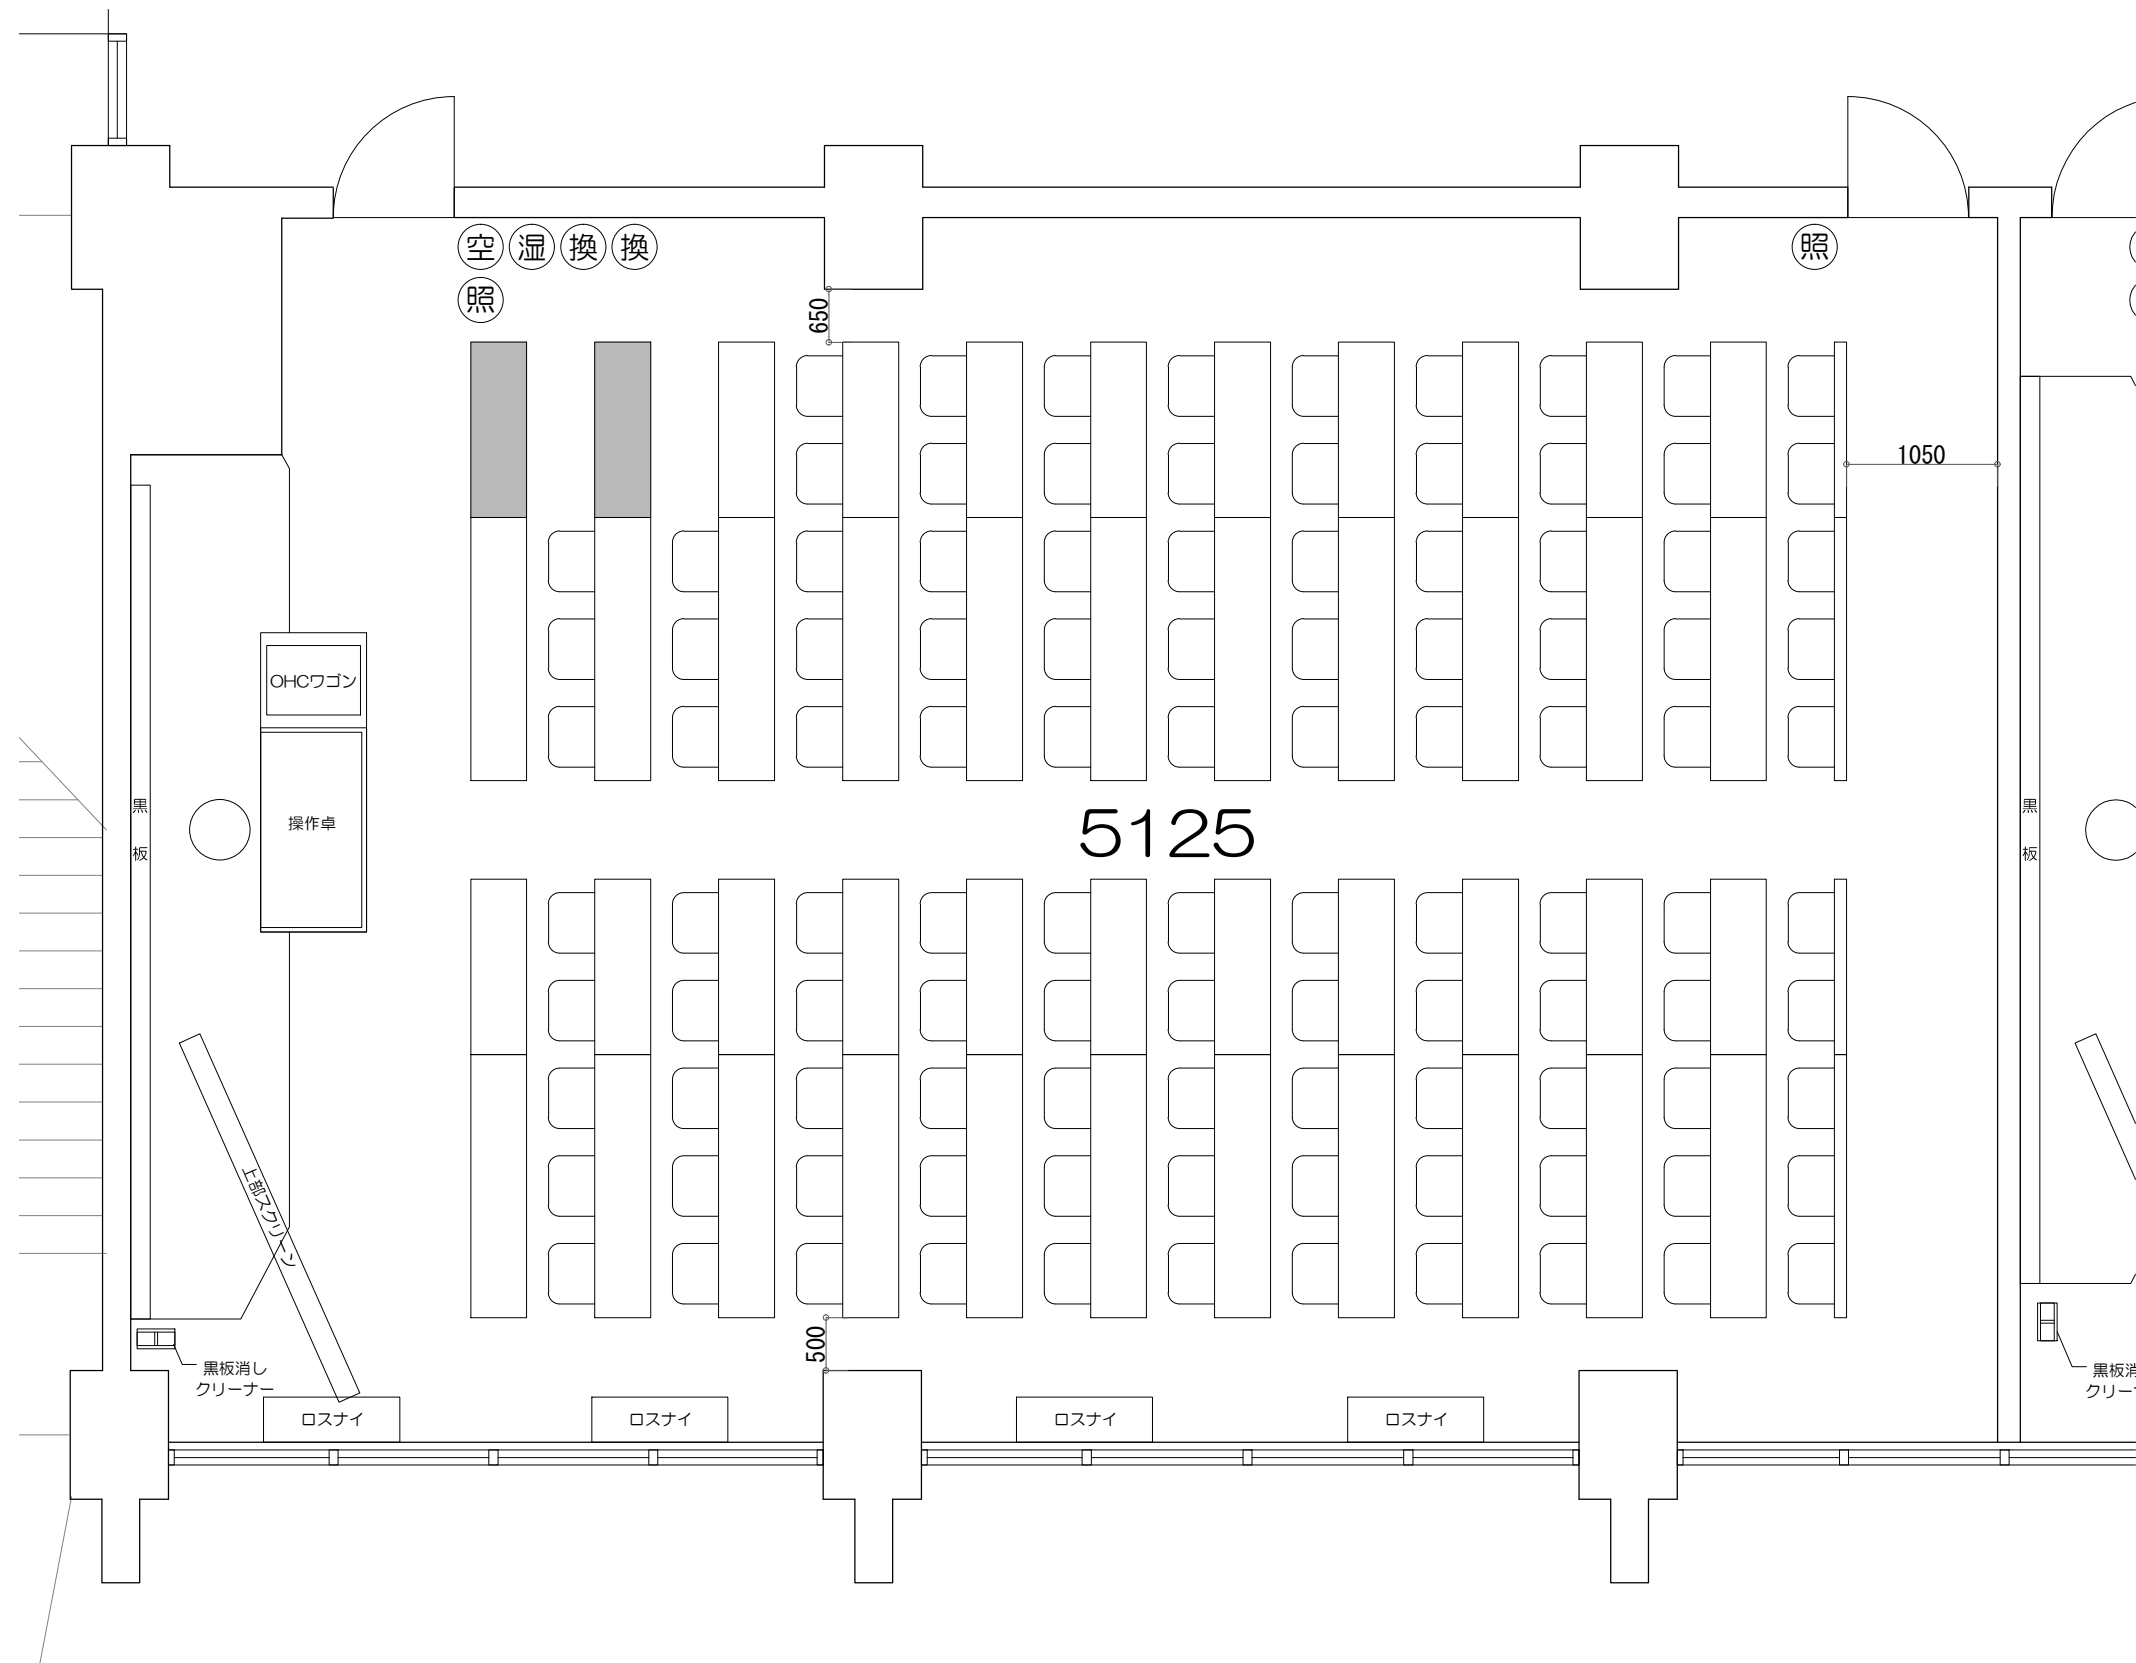 空 湿 換 換
照
照
650
1050
OHCワゴン
操作卓
黒
板
5125
黒
板
上部スクリーン
500
黒板消し
クリーナー
ロスナイ
ロスナイ
ロスナイ
ロスナイ
黒板消
クリー